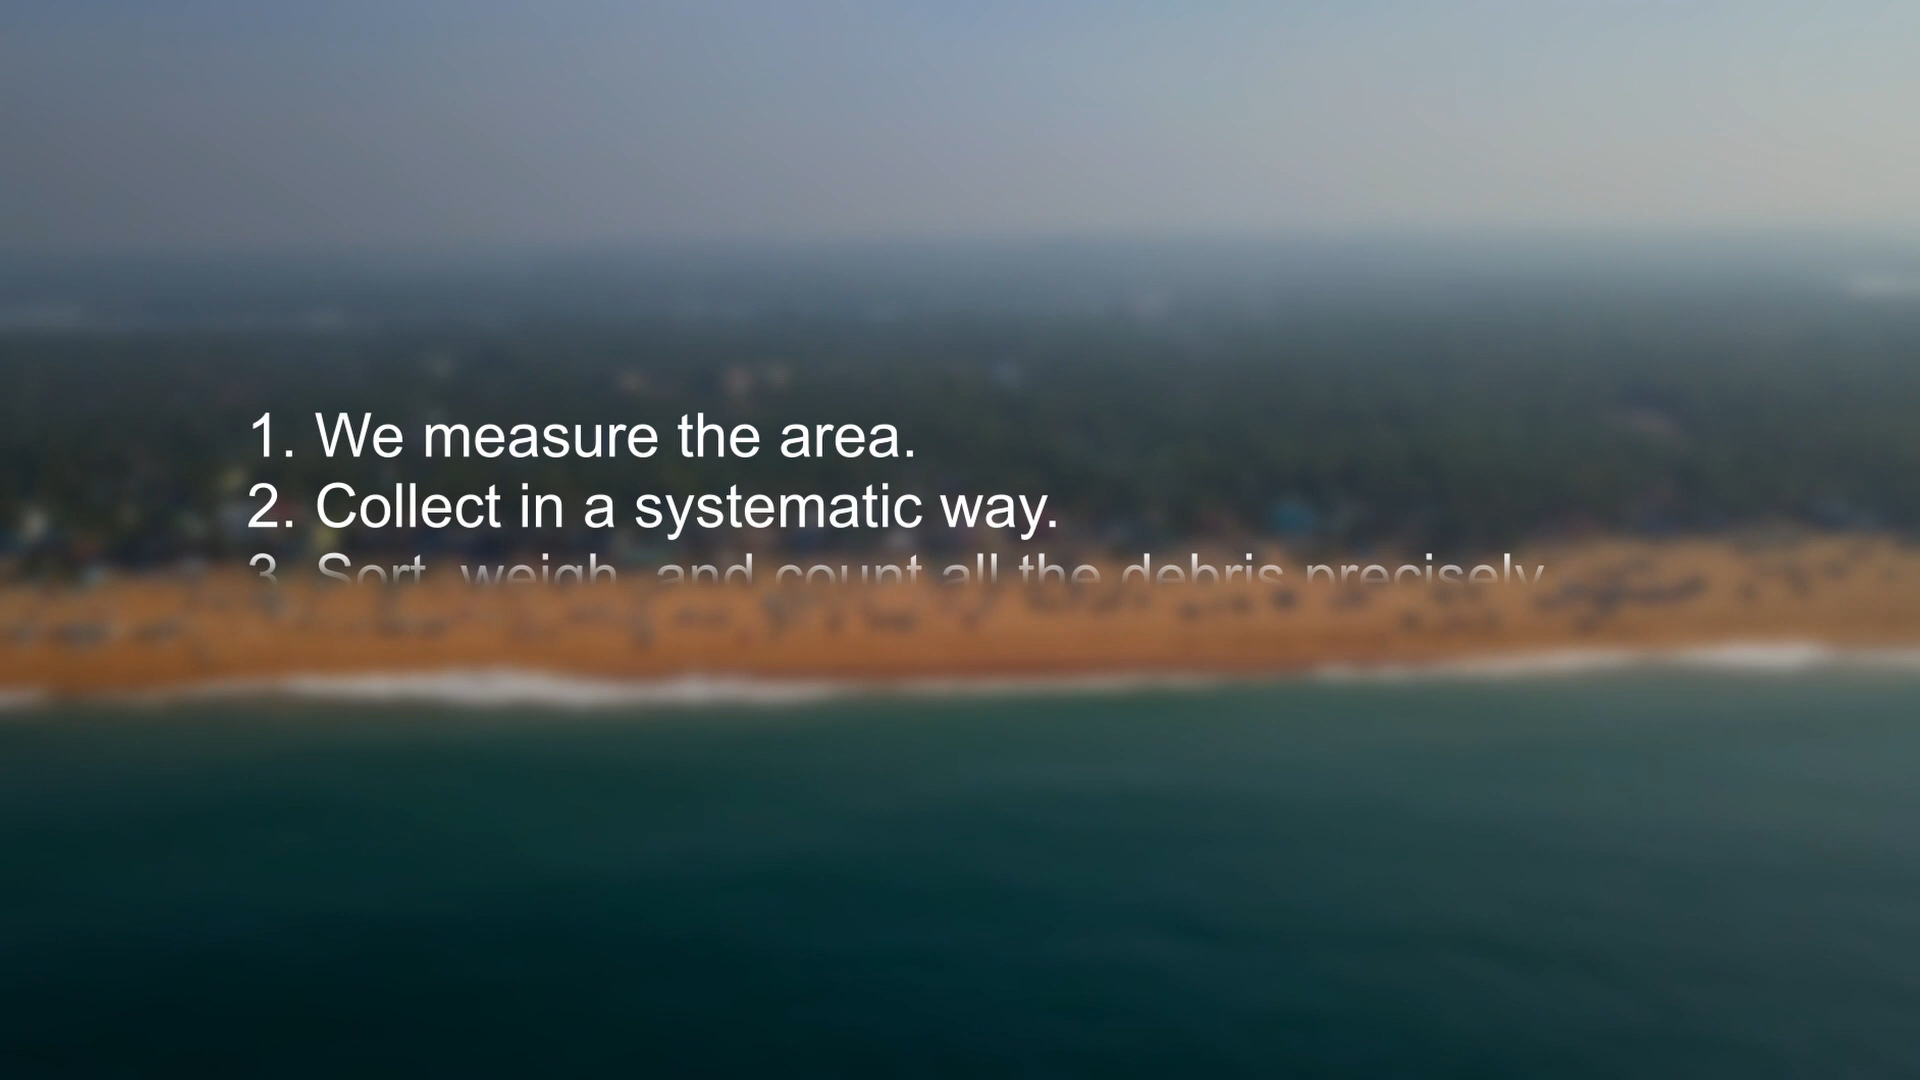 1. We measure the area.
2. Collect in a systematic way.
3. Sort, weigh, and count all the debris precisely